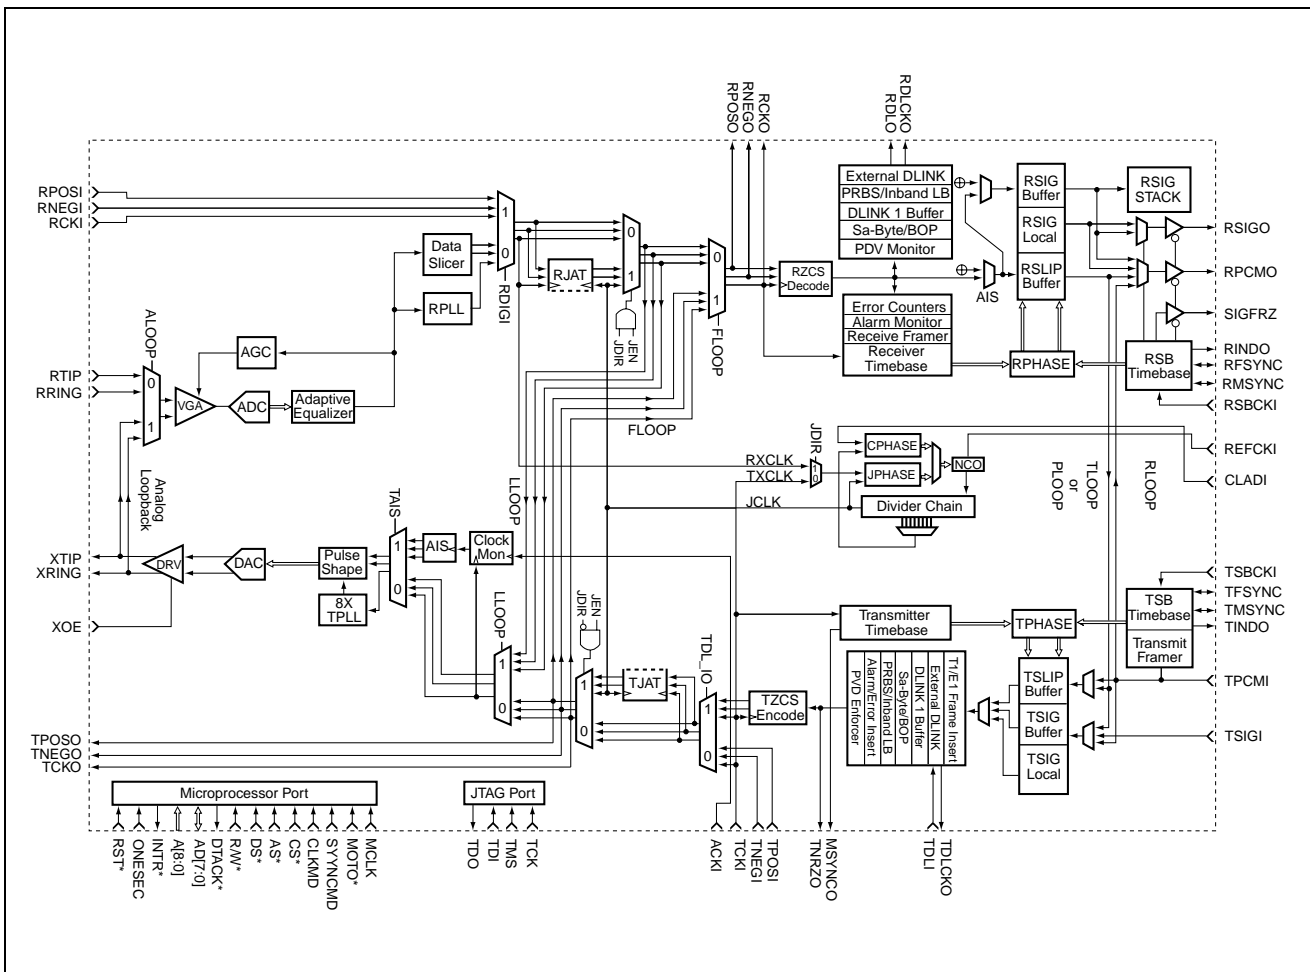 RPOSO
RNEGO
RCKO
RDLO
RDLCKO
RPOSI
RNEGI
RCKI
1
0
RDIGI
Data
Slicer
RPLL
RJAT
0
1
JEN
JDIR
0
1
FLOOP
RZCS
Decode
External DLINK
PRBS/Inband LB
DLINK 1 Buffer
Sa-Byte/BOP
PDV Monitor
Error Counters
Alarm Monitor
Receive Framer
Receiver
Timebase
AIS
RSIG
Buffer
RSIG
Local
RSLIP
Buffer
RPHASE
RSIG
STACK
RSB
Timebase
RSIGO
RPCMO
SIGFRZ
RINDO
RFSYNC
RMSYNC
RSBCKI
REFCKI
CLADI
ALOOP
AGC
RTIP
RRING
0
1
VGA
ADC
Adaptive
Equalizer
FLOOP
RXCLK
TXCLK
JCLK
JDIR
1
0
CPHASE
JPHASE
NCO
Divider Chain
PLOOP
or
TLOOP
RLOOP
Analog
Loopback
LLOOP
TAIS
XTIP
XRING
DRV
DAC
Pulse
Shape
8X
TPLL
1
0
AIS
Clock
Mon
XOE
LLOOP
1
0
JEN
JDIR
1
0
TJAT
TDL_IO
1
0
TZCS
Encode
Transmitter
Timebase
T1/E1 Frame Insert
External DLINK
DLINK 1 Buffer
Sa-Byte/BOP
PRBS/Inband LB
Alarm/Error Insert
PVD Enforcer
TPHASE
TSLIP
Buffer
TSIG
Buffer
TSIG
Local
TSB
Timebase
Transmit
Framer
TSBCKI
TFSYNC
TMSYNC
TINDO
TPCMI
TSIGI
TPOSO
TNEGO
TCKO
Microprocessor Port
JTAG Port
RST*
ONESEC
INTR*
A[8:0]
AD[7:0]
DTACK*
R/W*
DS*
AS*
CS*
CLKMD
SYYNCMD
MOTO*
MCLK
TDO
TDI
TMS
TCK
ACKI
TCKI
TNEGI
TPOSI
TNRZO
MSYNCO
TDLI
TDLCKO